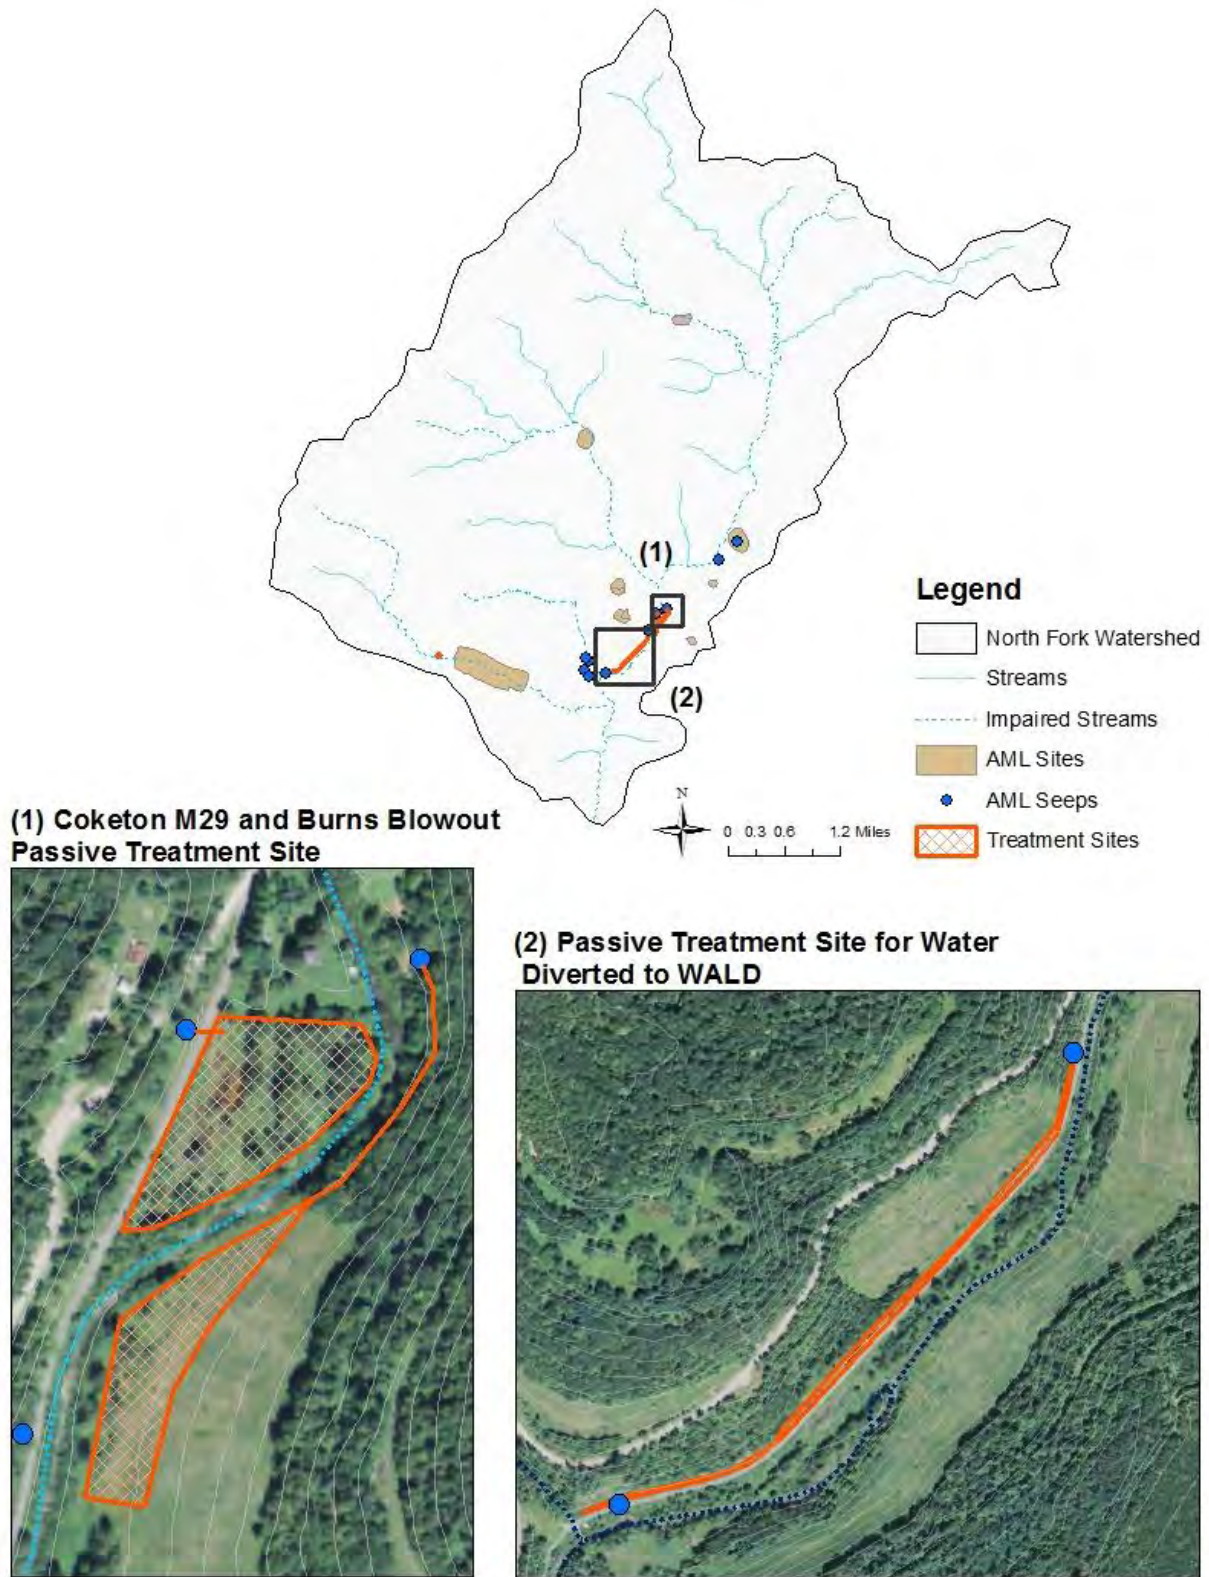 (1)
(2)
Legend
North Fork Watershed
Streams
Impaired Streams
AML Sites
AML Seeps
Treatment Sites
N
0 0.3 0.6 1.2 Miles
(1) Coketon M29 and Burns Blowout
Passive Treatment Site
(2) Passive Treatment Site for Water
Diverted to WALD